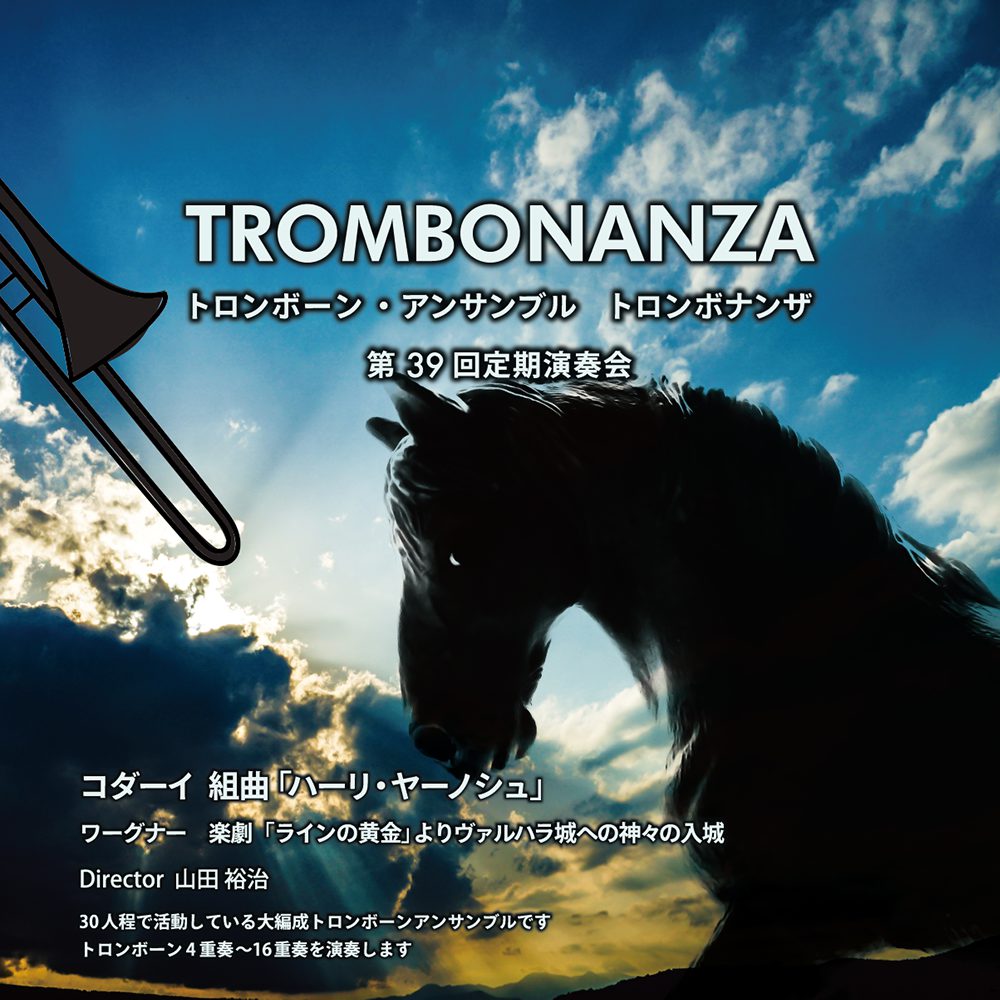 TROMBONANZA
トロンボーン・アンサンブル　トロンボナンザ
第 39 回定期演奏会
コダーイ 組曲「ハーリ・ヤーノシュ」
ワーグナー　楽劇「ラインの黄金」よりヴァルハラ城への神々の入城
Director 山田 裕治
30人程で活動している大編成トロンボーンアンサンブルです
トロンボーン4重奏～16重奏を演奏します